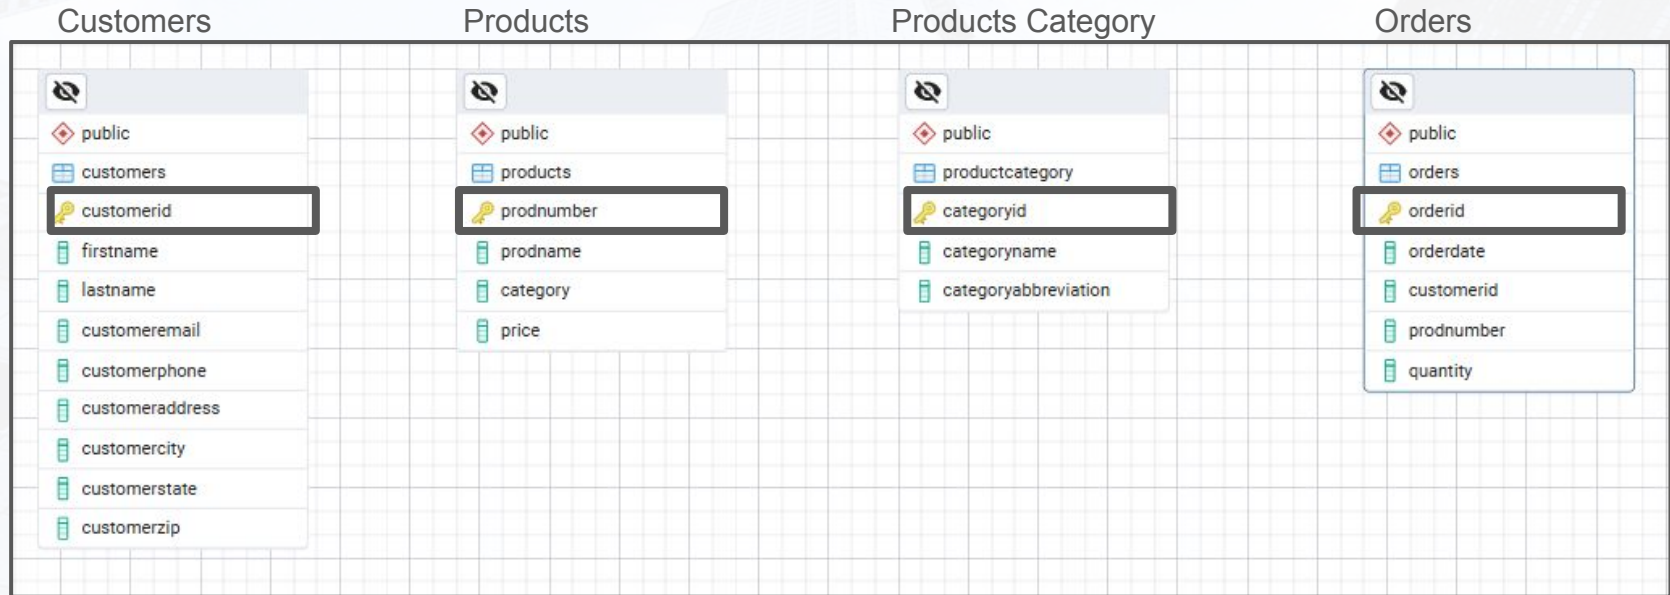 Customers
Products
Products Category
Orders
public
customers
customerid
firstname
lastname
customeremail
customerphone
customeraddress
customercity
customerstate
customerzip
public
products
prodnumber
prodname
category
price
public
productcategory
categoryid
categoryname
categoryabbreviation
public
orders
orderid
orderdate
customerid
prodnumber
quantity